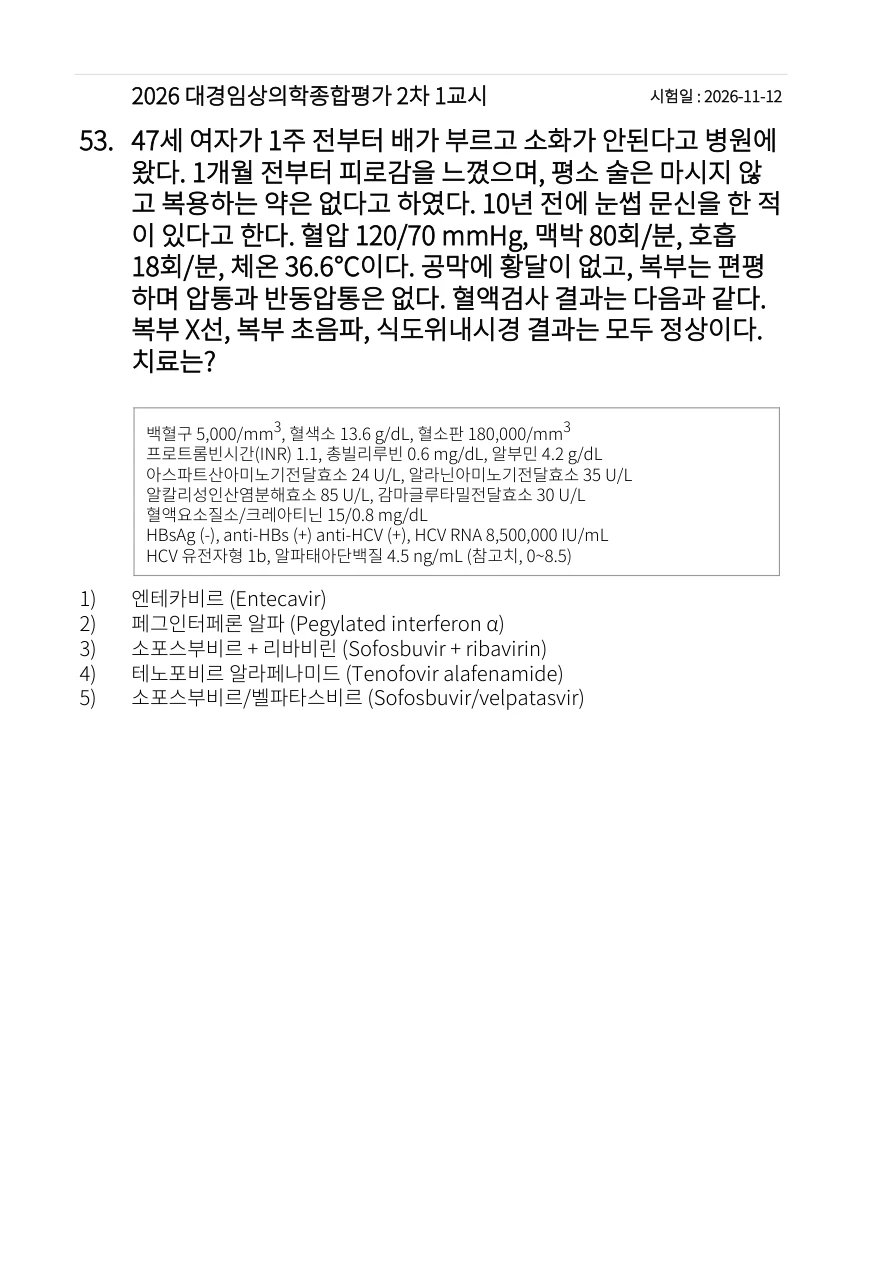 2026 대경임상의학종합평가 2차 1교시
시험일 : 2026-11-12
53. 47세 여자가 1주 전부터 배가 부르고 소화가 안된다고 병원에
왔다. 1개월 전부터 피로감을 느꼈으며, 평소 술은 마시지 않
고 복용하는 약은 없다고 하였다. 10년 전에 눈썹 문신을 한 적
이 있다고 한다. 혈압 120/70 mmHg, 맥박 80회/분, 호흡
18회/분, 체온 36.6℃이다. 공막에 황달이 없고, 복부는 편평
하며 압통과 반동압통은 없다. 혈액검사 결과는 다음과 같다.
복부 X선, 복부 초음파, 식도위내시경 결과는 모두 정상이다.
치료는?
백혈구 5,000/mm³, 혈색소 13.6 g/dL, 혈소판 180,000/mm³
프로트롬빈시간(INR) 1.1, 총빌리루빈 0.6 mg/dL, 알부민 4.2 g/dL
아스파트산아미노기전달효소 24 U/L, 알라닌아미노기전달효소 35 U/L
알칼리성인산염분해효소 85 U/L, 감마글루타밀전달효소 30 U/L
혈액요소질소/크레아티닌 15/0.8 mg/dL
HBsAg (-), anti-HBs (+) anti-HCV (+), HCV RNA 8,500,000 IU/mL
HCV 유전자형 1b, 알파태아단백질 4.5 ng/mL (참고치, 0~8.5)
1) 엔테카비르 (Entecavir)
2) 페그인터페론 알파 (Pegylated interferon α)
3) 소포스부비르 + 리바비린 (Sofosbuvir + ribavirin)
4) 테노포비르 알라페나미드 (Tenofovir alafenamide)
5) 소포스부비르/벨파타스비르 (Sofosbuvir/velpatasvir)